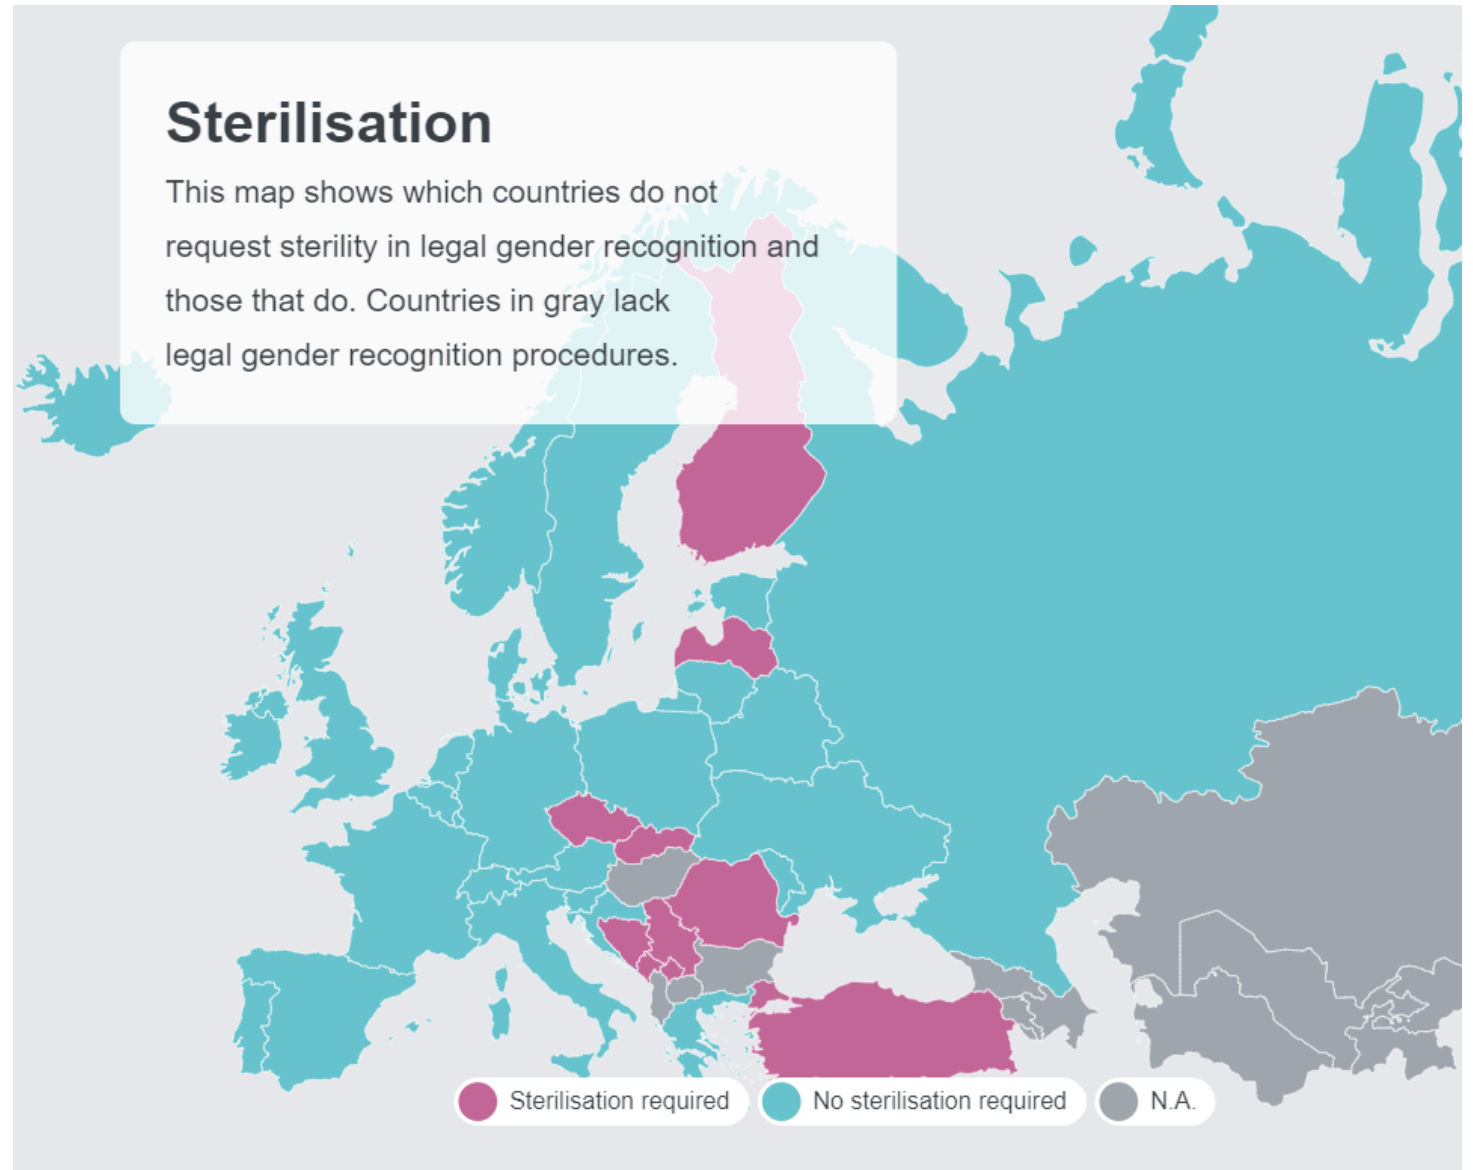 Sterilisation
This map shows which countries do not
request sterility in legal gender recognition and
those that do. Countries in gray lack
legal gender recognition procedures.
Sterilisation required
No sterilisation required
N.A.